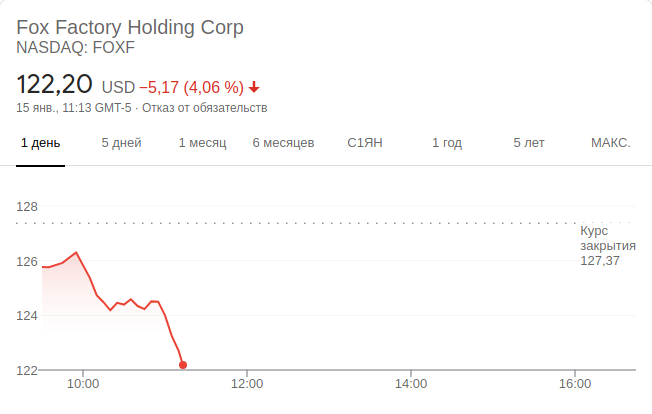 Fox Factory Holding Corp
NASDAQ: FOXF
122,20 USD −5,17 (4,06 %)
15 янв., 11:13 GMT-5 · Отказ от обязательств
1 день 5 дней 1 месяц 6 месяцев С1ЯН 1 год 5 лет МАКС.
128
Курс
закрытия
127,37
126
124
122
10:00 12:00 14:00 16:00